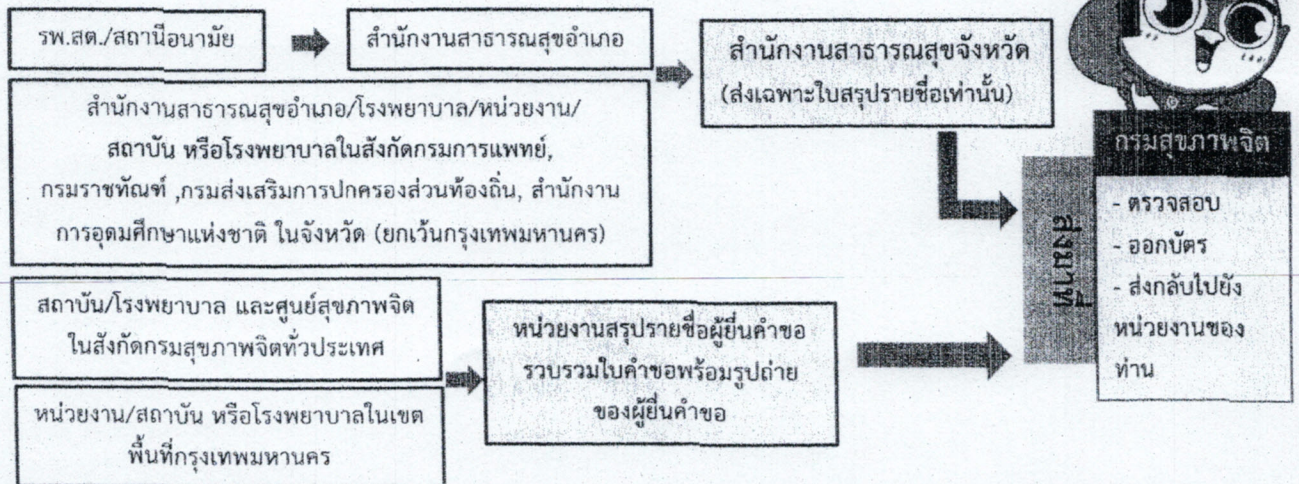 รพ.สต./สถานีอนามัย
สำนักงานสาธารณสุขอำเภอ
สำนักงานสาธารณสุขจังหวัด
(ส่งเฉพาะใบสรุปรายชื่อเท่านั้น)
สำนักงานสาธารณสุขอำเภอ/โรงพยาบาล/หน่วยงาน/
สถาบัน หรือโรงพยาบาลในสังกัดกรมการแพทย์,
กรมราชทัณฑ์ ,กรมส่งเสริมการปกครองส่วนท้องถิ่น, สำนักงาน
การอุดมศึกษาแห่งชาติ ในจังหวัด (ยกเว้นกรุงเทพมหานคร)
สถาบัน/โรงพยาบาล และศูนย์สุขภาพจิต
ในสังกัดกรมสุขภาพจิตทั่วประเทศ
หน่วยงาน/สถาบัน หรือโรงพยาบาลในเขต
พื้นที่กรุงเทพมหานคร
หน่วยงานสรุปรายชื่อผู้ยื่นคำขอ
รวบรวมใบคำขอพร้อมรูปถ่าย
ของผู้ยื่นคำขอ
ส่งมาที่
กรมสุขภาพจิต
- ตรวจสอบ
- ออกบัตร
- ส่งกลับไปยัง
หน่วยงานของ
ท่าน